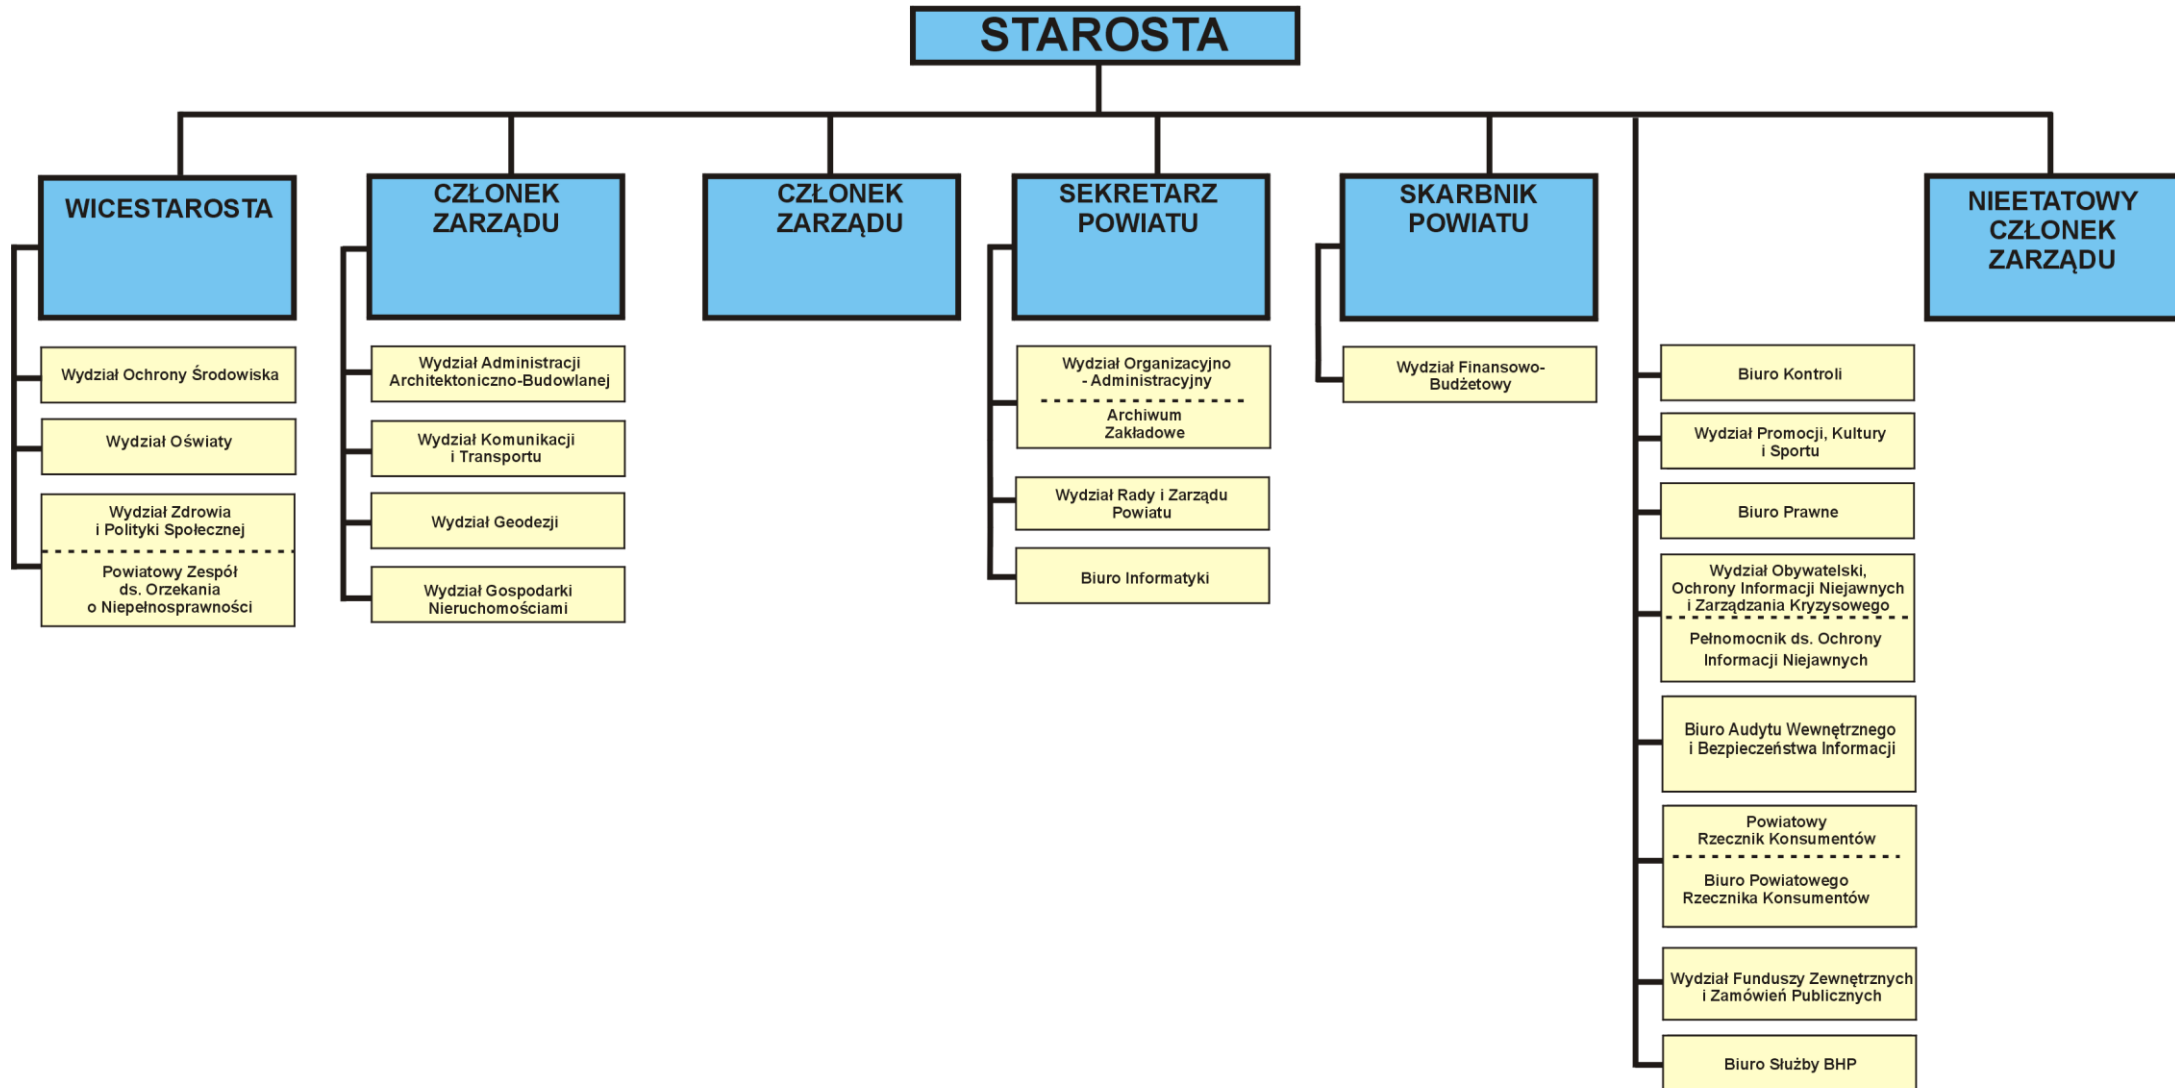 STAROSTA
WICESTAROSTA
Wydział Ochrony Środowiska
Wydział Oświaty
Wydział Zdrowia
i Polityki Społecznej
Powiatowy Zespół
ds. Orzekania
o Niepełnosprawności
CZŁONEK
ZARZĄDU
Wydział Administracji
Architektoniczno-Budowlanej
Wydział Komunikacji
i Transportu
Wydział Geodezji
Wydział Gospodarki
Nieruchomościami
CZŁONEK
ZARZĄDU
SEKRETARZ
POWIATU
Wydział Organizacyjno
- Administracyjny
Archiwum
Zakładowe
Wydział Rady i Zarządu
Powiatu
Biuro Informatyki
SKARBNIK
POWIATU
Wydział Finansowo-
Budżetowy
Biuro Kontroli
Wydział Promocji, Kultury
i Sportu
Biuro Prawne
Wydział Obywatelski,
Ochrony Informacji Niejawnych
i Zarządzania Kryzysowego
Pełnomocnik ds. Ochrony
Informacji Niejawnych
Biuro Audytu Wewnętrznego
i Bezpieczeństwa Informacji
Powiatowy
Rzecznik Konsumentów
Biuro Powiatowego
Rzecznika Konsumentów
Wydział Funduszy Zewnętrznych
i Zamówień Publicznych
Biuro Służby BHP
NIEETATOWY
CZŁONEK
ZARZĄDU